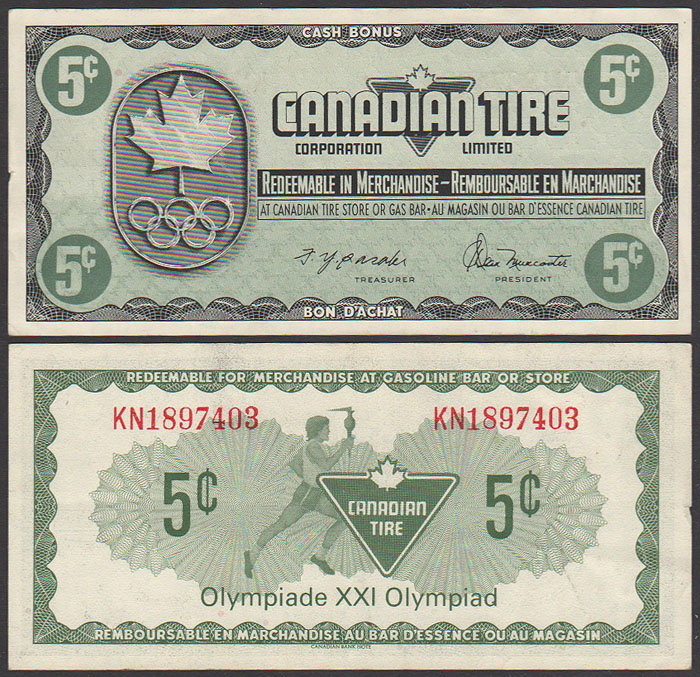 CASH BONUS
5¢ 5¢
CANADIAN TIRE
CORPORATION LIMITED
REDEEMABLE IN MERCHANDISE – REMBOURSABLE EN MARCHANDISE
AT CANADIAN TIRE STORE OR GAS BAR • AU MAGASIN OU BAR D'ESSENCE CANADIAN TIRE
5¢ 5¢
TREASURER PRESIDENT
BON D'ACHAT
REDEEMABLE FOR MERCHANDISE AT GASOLINE BAR OR STORE
KN1897403 KN1897403
5¢ 5¢
CANADIAN
TIRE
Olympiade XXI Olympiad
REMBOURSABLE EN MARCHANDISE AU BAR D'ESSENCE OU AU MAGASIN
CANADIAN BANK NOTE